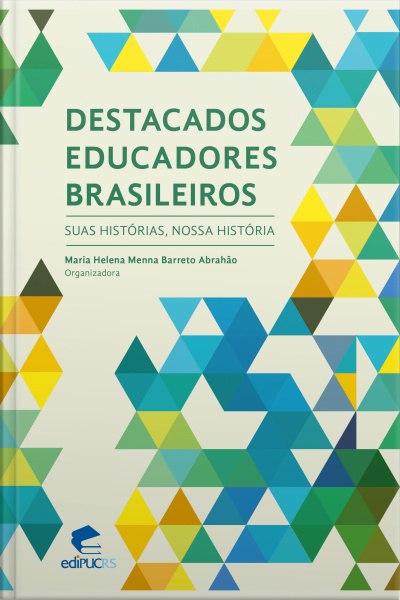 DESTACADOS
EDUCADORES
BRASILEIROS
SUAS HISTÓRIAS, NOSSA HISTÓRIA
Maria Helena Menna Barreto Abrahão
Organizadora
ediPUCRS